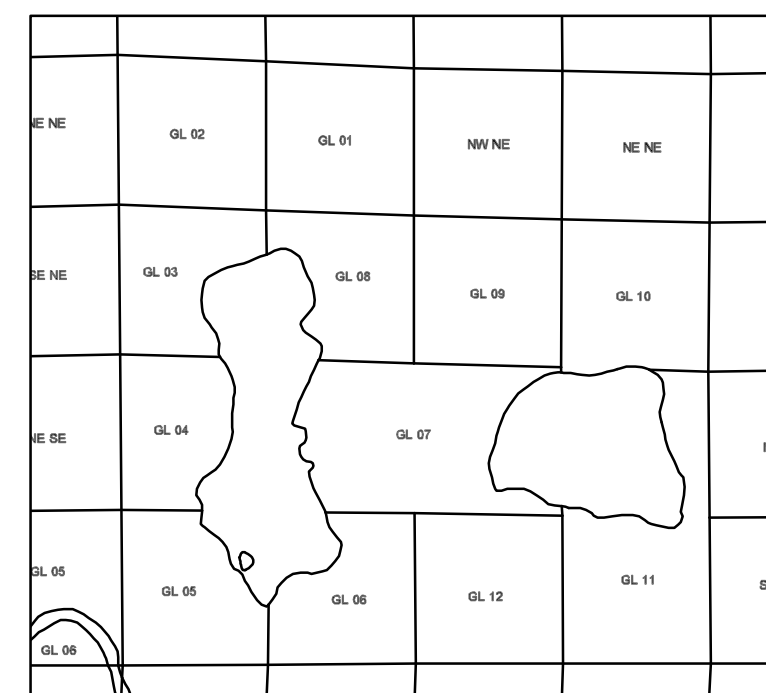 NE NE
GL 02
GL 01
NW NE
NE NE
SE NE
GL 03
GL 08
GL 09
GL 10
NE SE
GL 04
GL 07
GL 05
GL 05
GL 06
GL 12
GL 11
S
GL 06